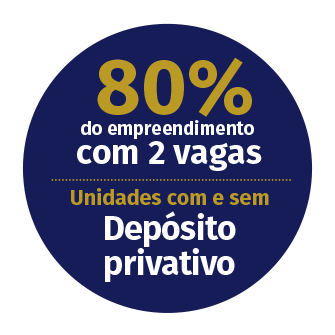 80%
do empreendimento
com 2 vagas
Unidades com e sem
Depósito
privativo